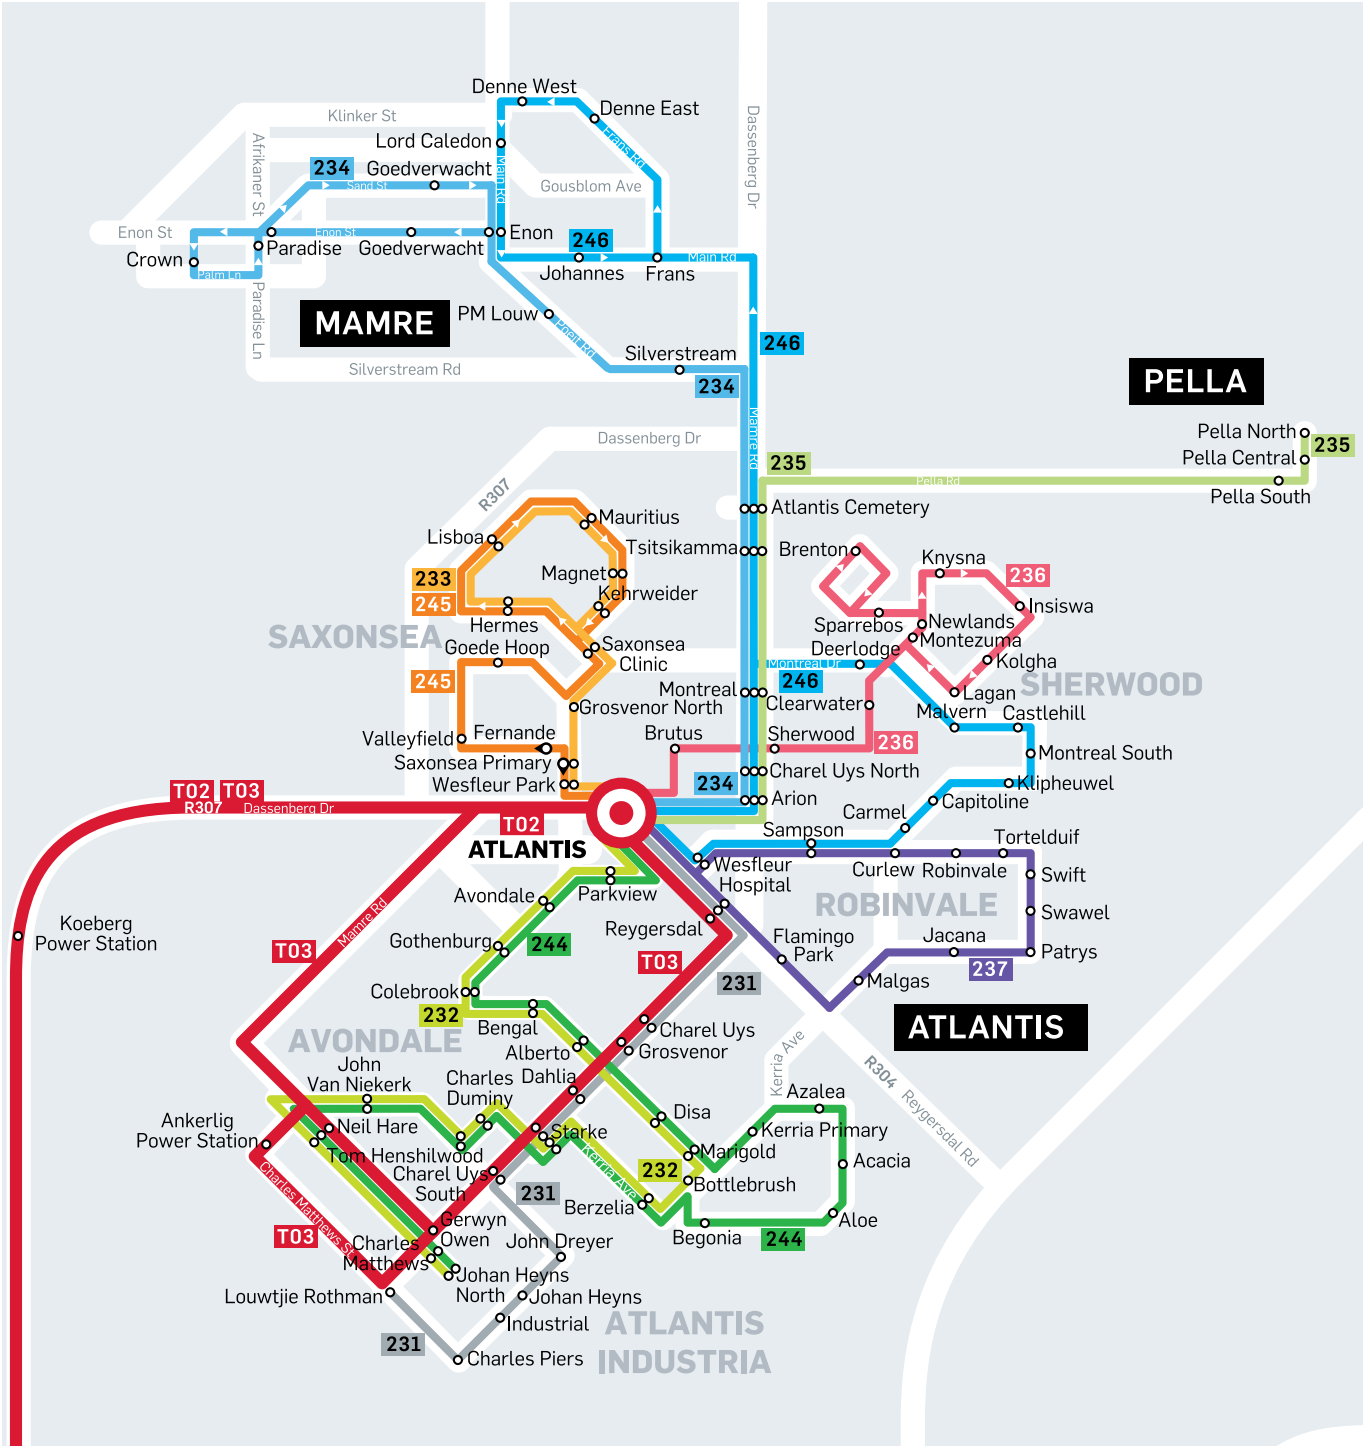 Denne West
Denne East
Klinker St
Frans Rd
Dassenberg Dr
Lord Caledon
Afrikaner St
234
Goedverwacht
Sand St
Main Rd
Gousblom Ave
Enon St
Enon St
Paradise
Goedverwacht
Enon
246
Crown
Palm Ln
Johannes
Frans
Main Rd
Paradise Ln
MAMRE
PM Louw
Poeit Rd
246
Silverstream Rd
Silverstream
234
PELLA
Mamre Rd
Dassenberg Dr
Pella North
235
235
Pella Central
Pella Rd
Pella South
R307
Atlantis Cemetery
Mauritius
Lisboa
Tsitsikamma
Brenton
Knysna
233
Magnet
236
245
Kehrweider
Insiswa
Hermes
Sparrebos
Newlands
SAXONSEA
Montezuma
Goede Hoop
Saxonsea
Clinic
Deerlodge
Kolgha
Montreal Dr
245
246
SHERWOOD
Montreal
Lagan
Clearwater
Grosvenor North
Malvern
Castlehill
Valleyfield
Fernande
Brutus
Sherwood
236
Montreal South
Saxonsea Primary
Charel Uys North
Wesfleur Park
234
Klipheuwel
T02
T03
R307
Dassenberg Dr
Arion
Capitoline
T02
Carmel
ATLANTIS
Sampson
Tortelduif
Wesfleur
Hospital
Curlew
Robinvale
Swift
Parkview
Avondale
ROBINVALE
Swawel
Mamre Rd
Koeberg
Power Station
Reygersdal
Flamingo
Park
Jacana
Patrys
Gothenburg
244
T03
T03
237
231
Malgas
Colebrook
232
Bengal
ATLANTIS
Charel Uys
AVONDALE
Alberto
Grosvenor
John
Van Niekerk
Kerria Ave
R304
Reygersdal Rd
Charles
Duminy
Dahlia
Azalea
Disa
Ankerlig
Power Station
Neil Hare
Starke
Kerria Primary
Tom Henshilwood
Marigold
Kerria Ave
232
Acacia
Charel Uys
South
231
Bottlebrush
Charles Matthews St
Berzelia
Aloe
Gerwyn
Owen
Begonia
244
T03
Charles
Matthews
John Dreyer
Johan Heyns
North
Louwtjie Rothman
Johan Heyns
Industrial
ATLANTIS
INDUSTRIA
231
Charles Piers